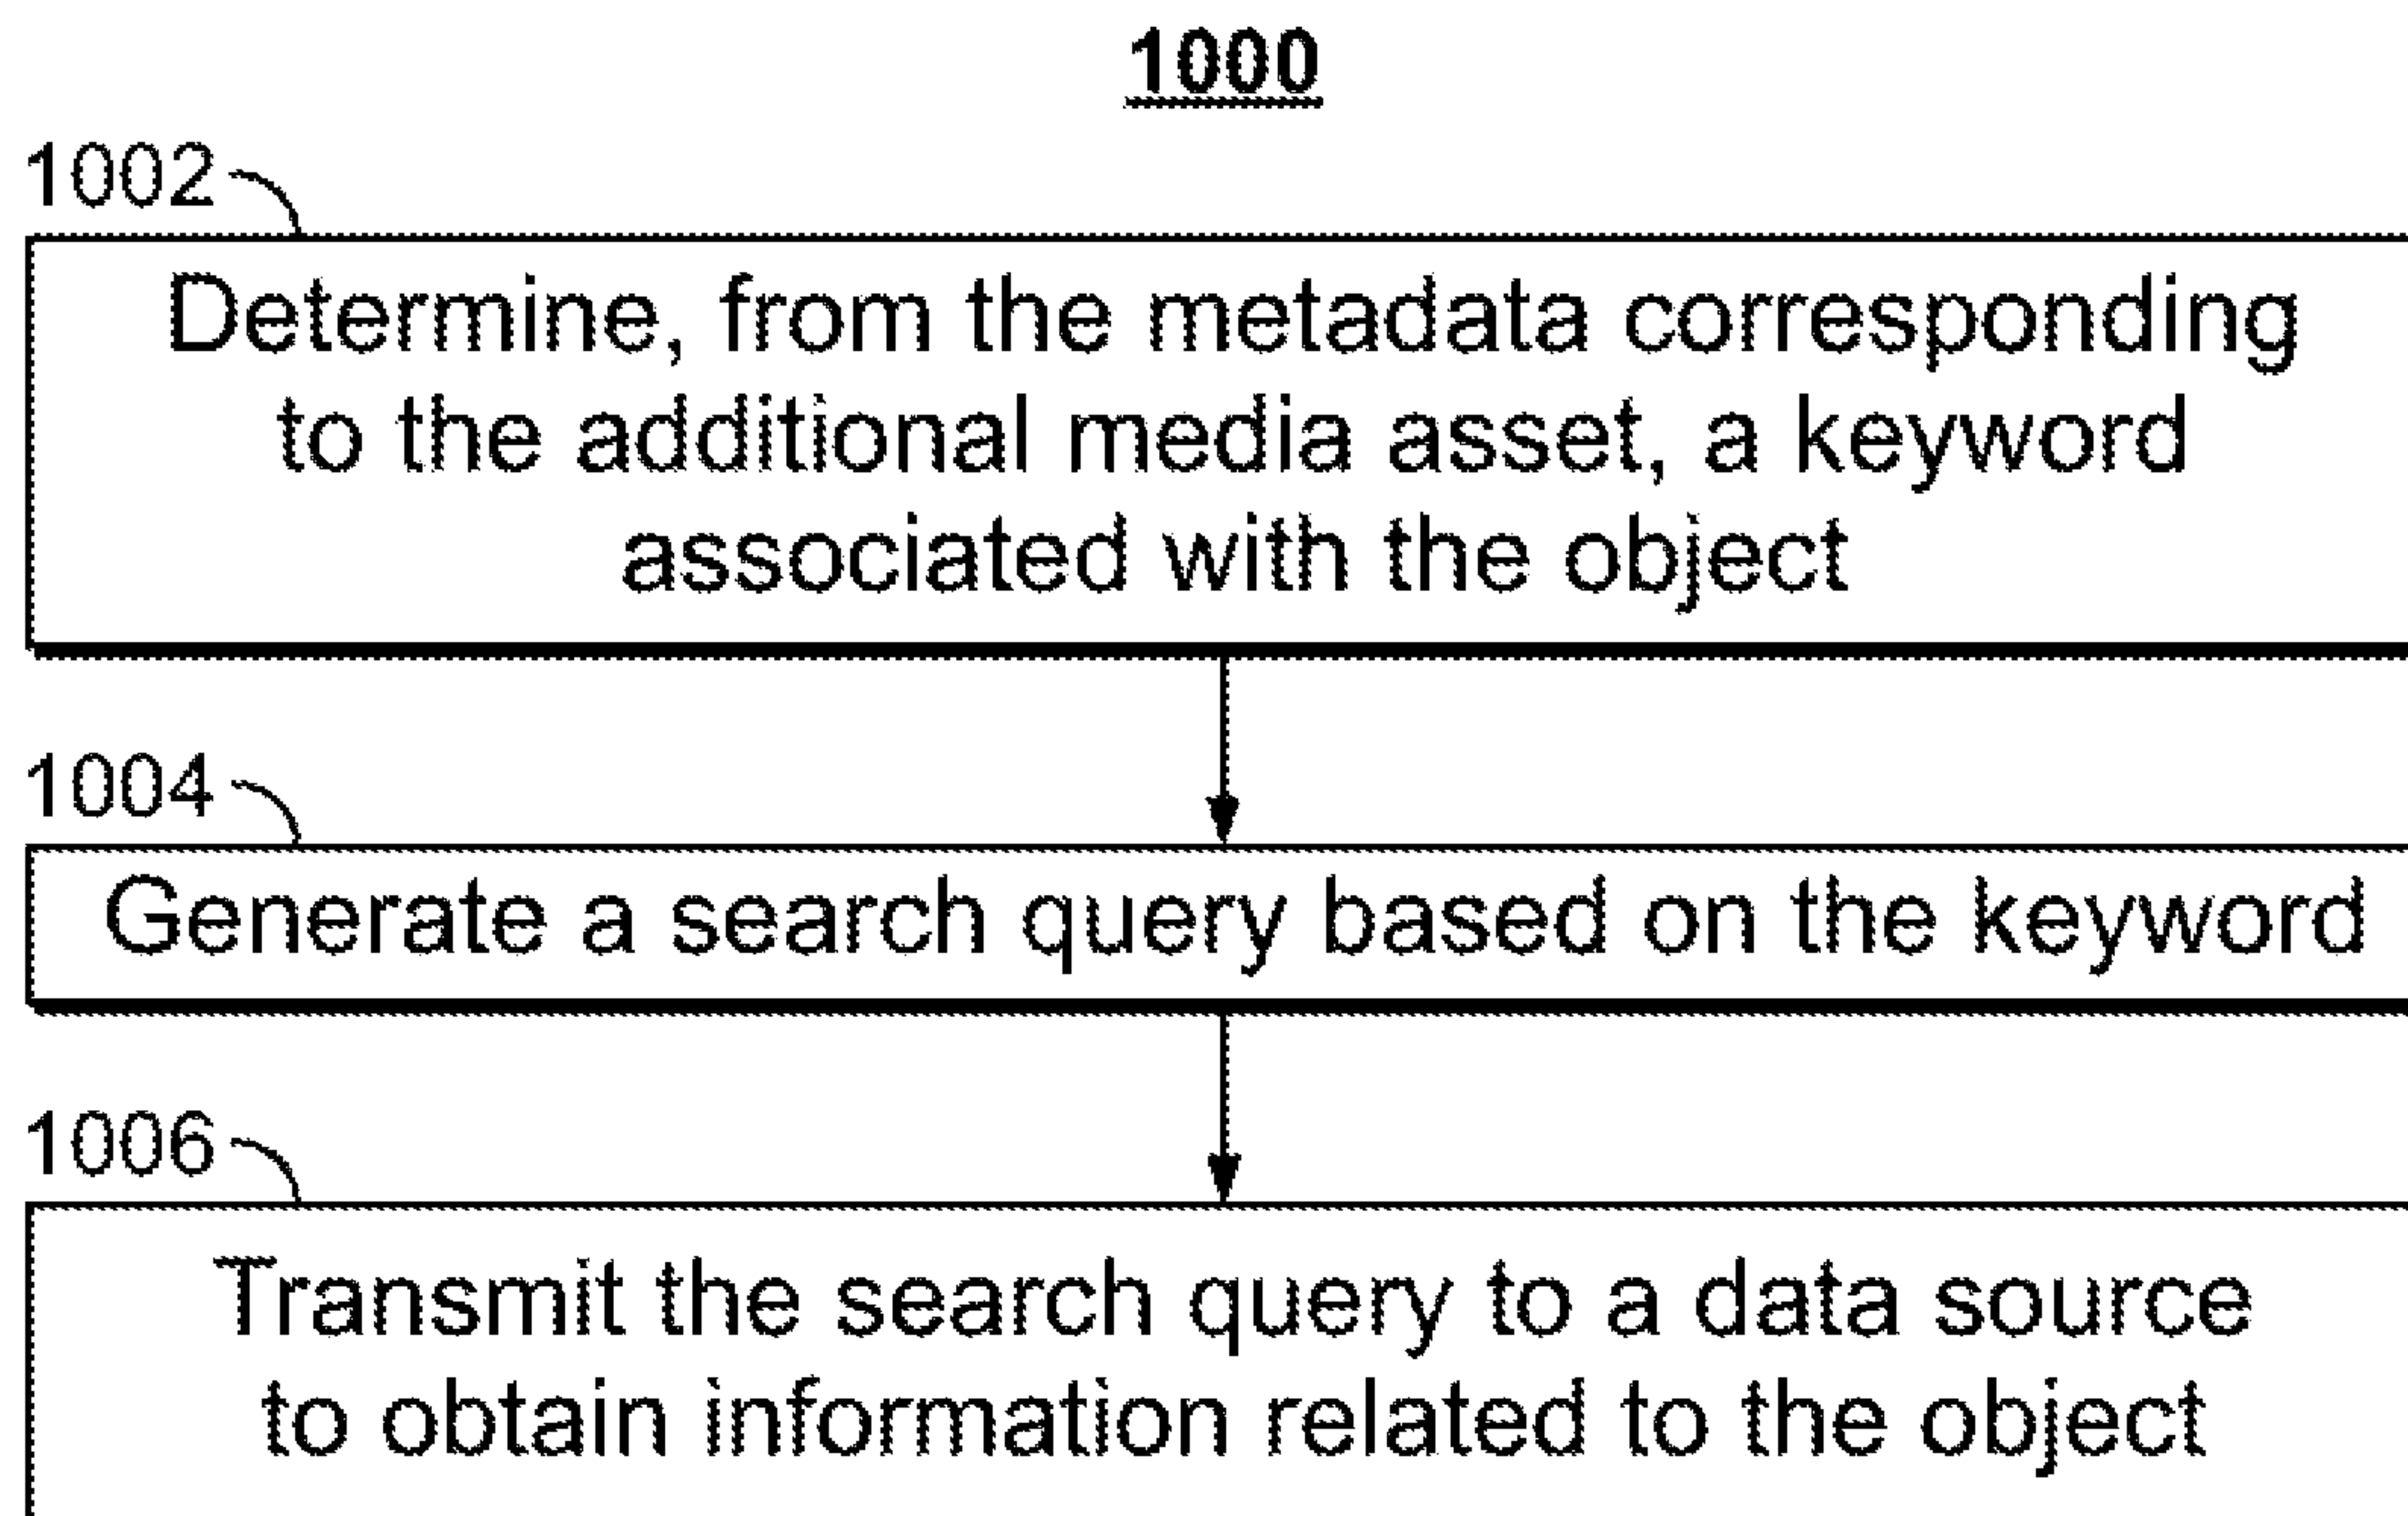 1000
1002
Determine, from the metadata corresponding
to the additional media asset, a keyword
associated with the object
1004
Generate a search query based on the keyword
1006
Transmit the search query to a data source
to obtain information related to the object